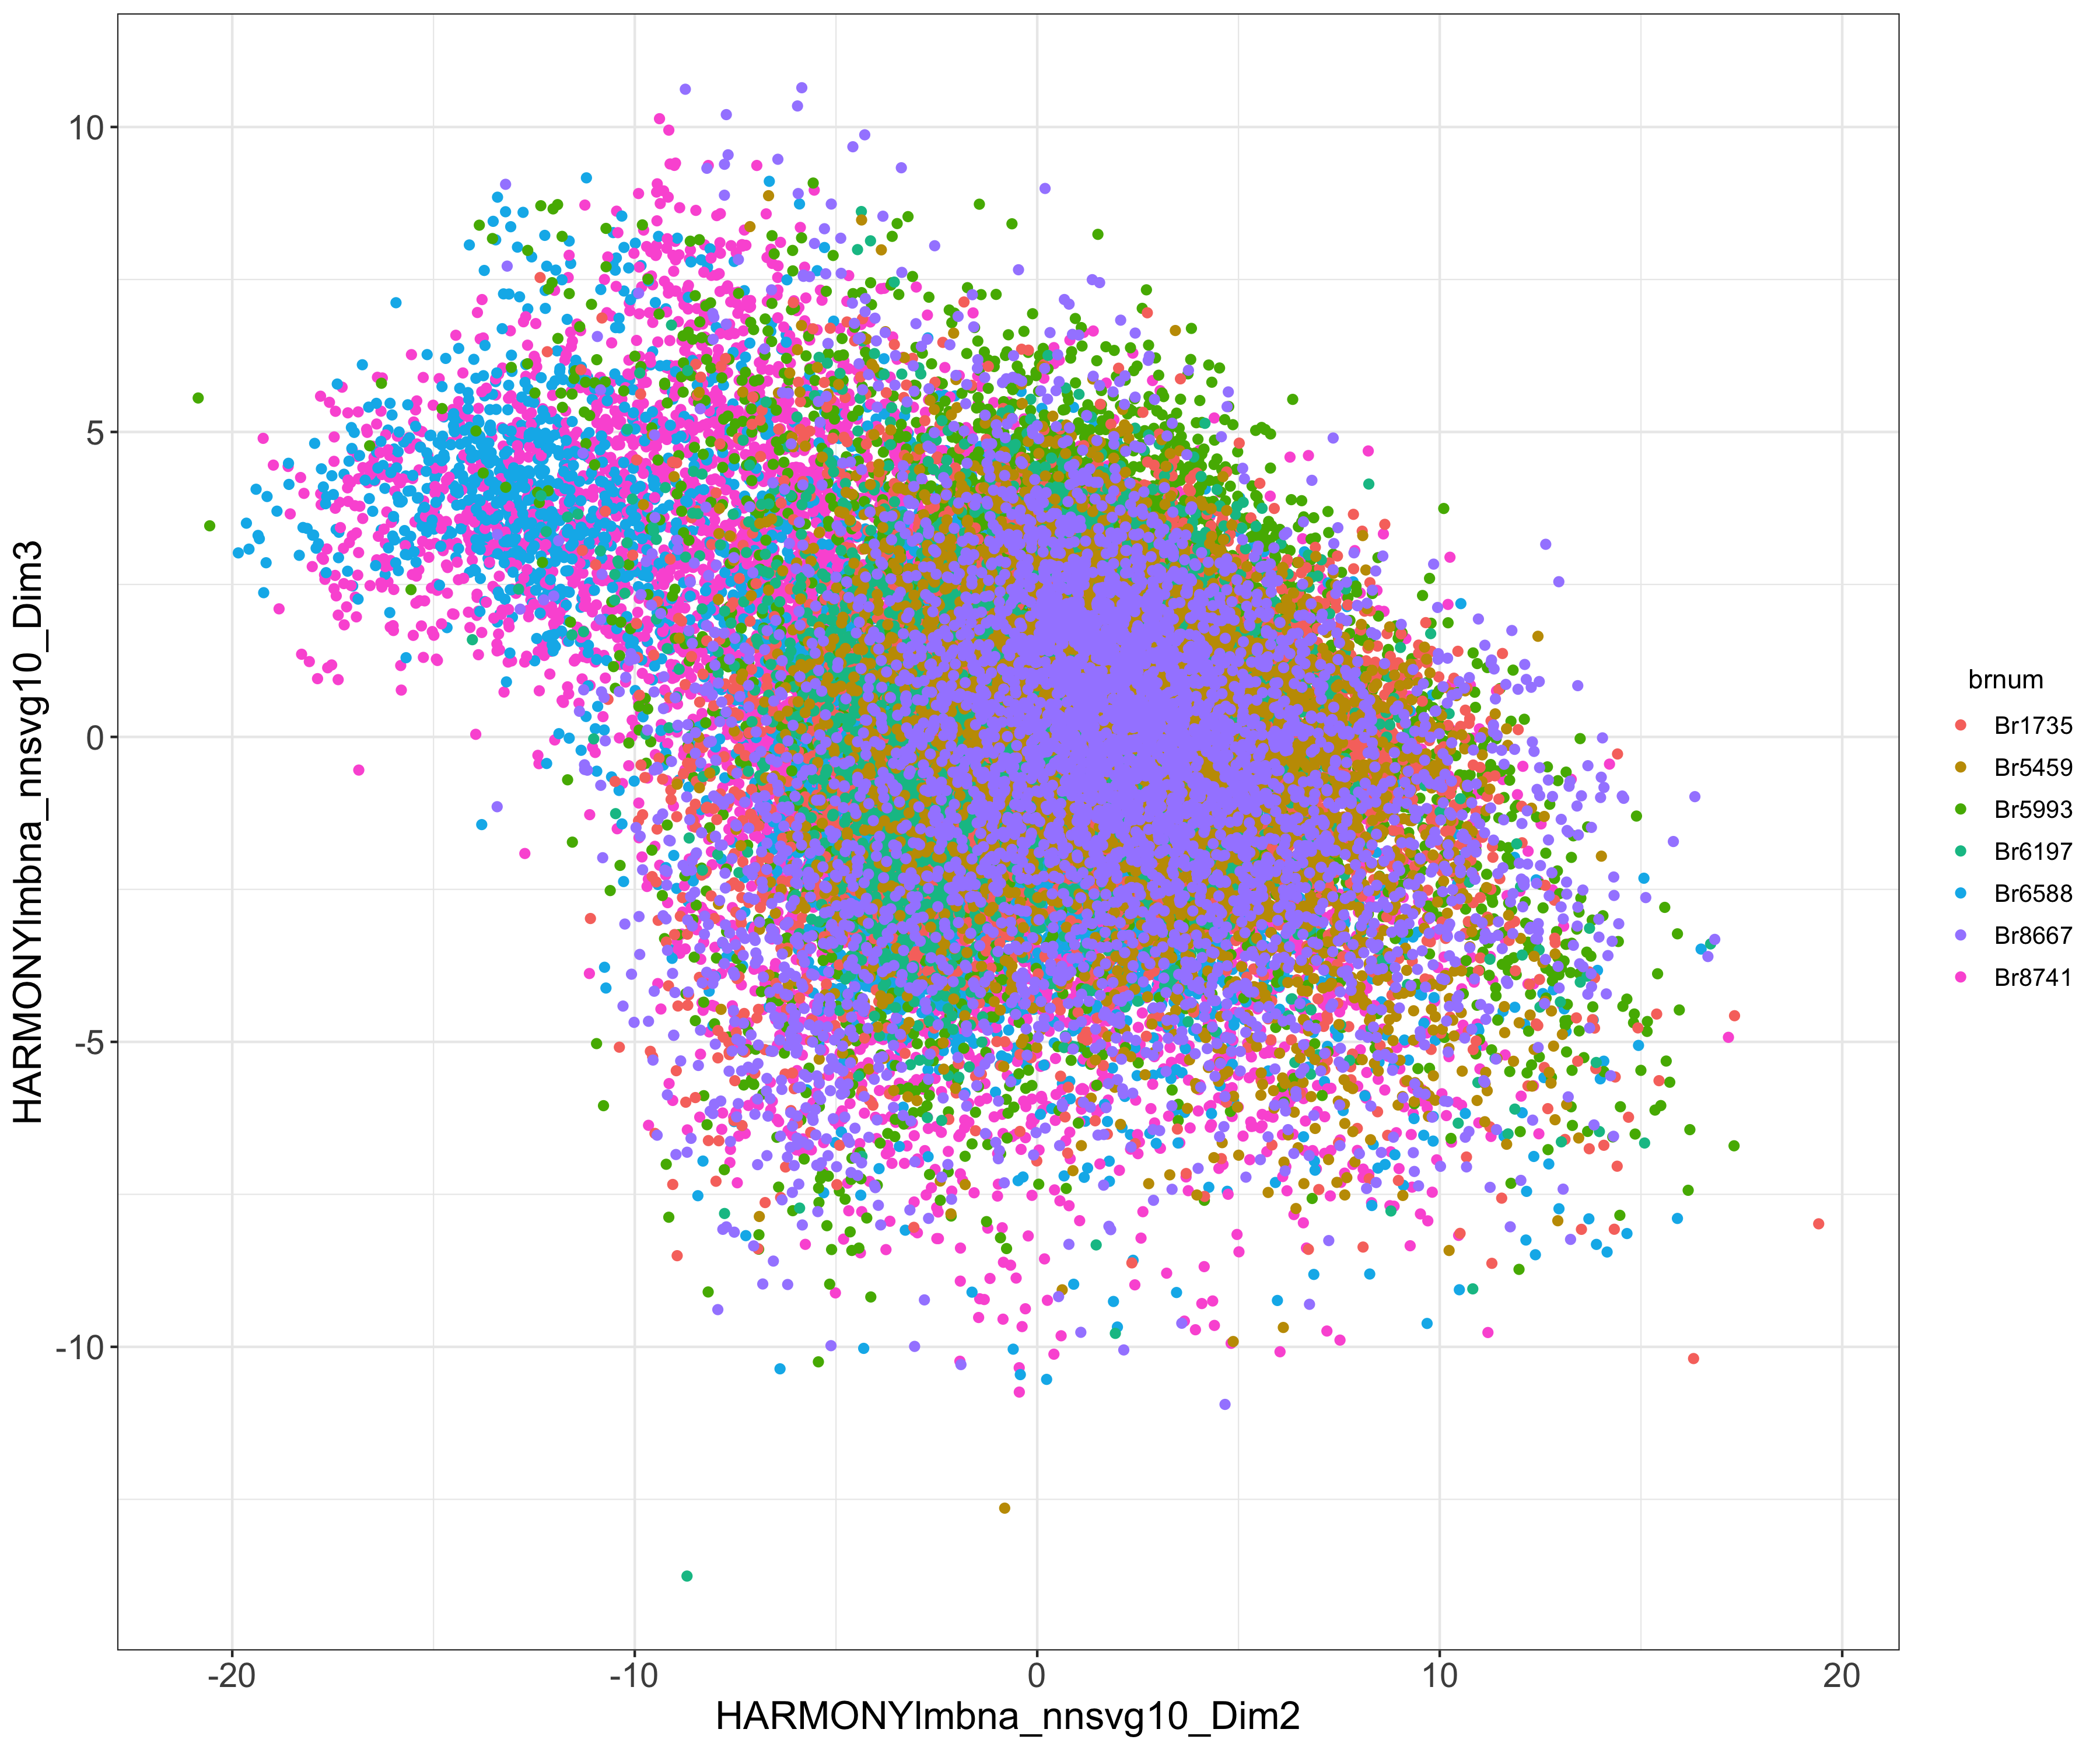 10
5
0
-5
-10
HARMONYlmbna_nnsvg10_Dim3
-20
-10
0
10
20
HARMONYlmbna_nnsvg10_Dim2
brnum
Br1735
Br5459
Br5993
Br6197
Br6588
Br8667
Br8741